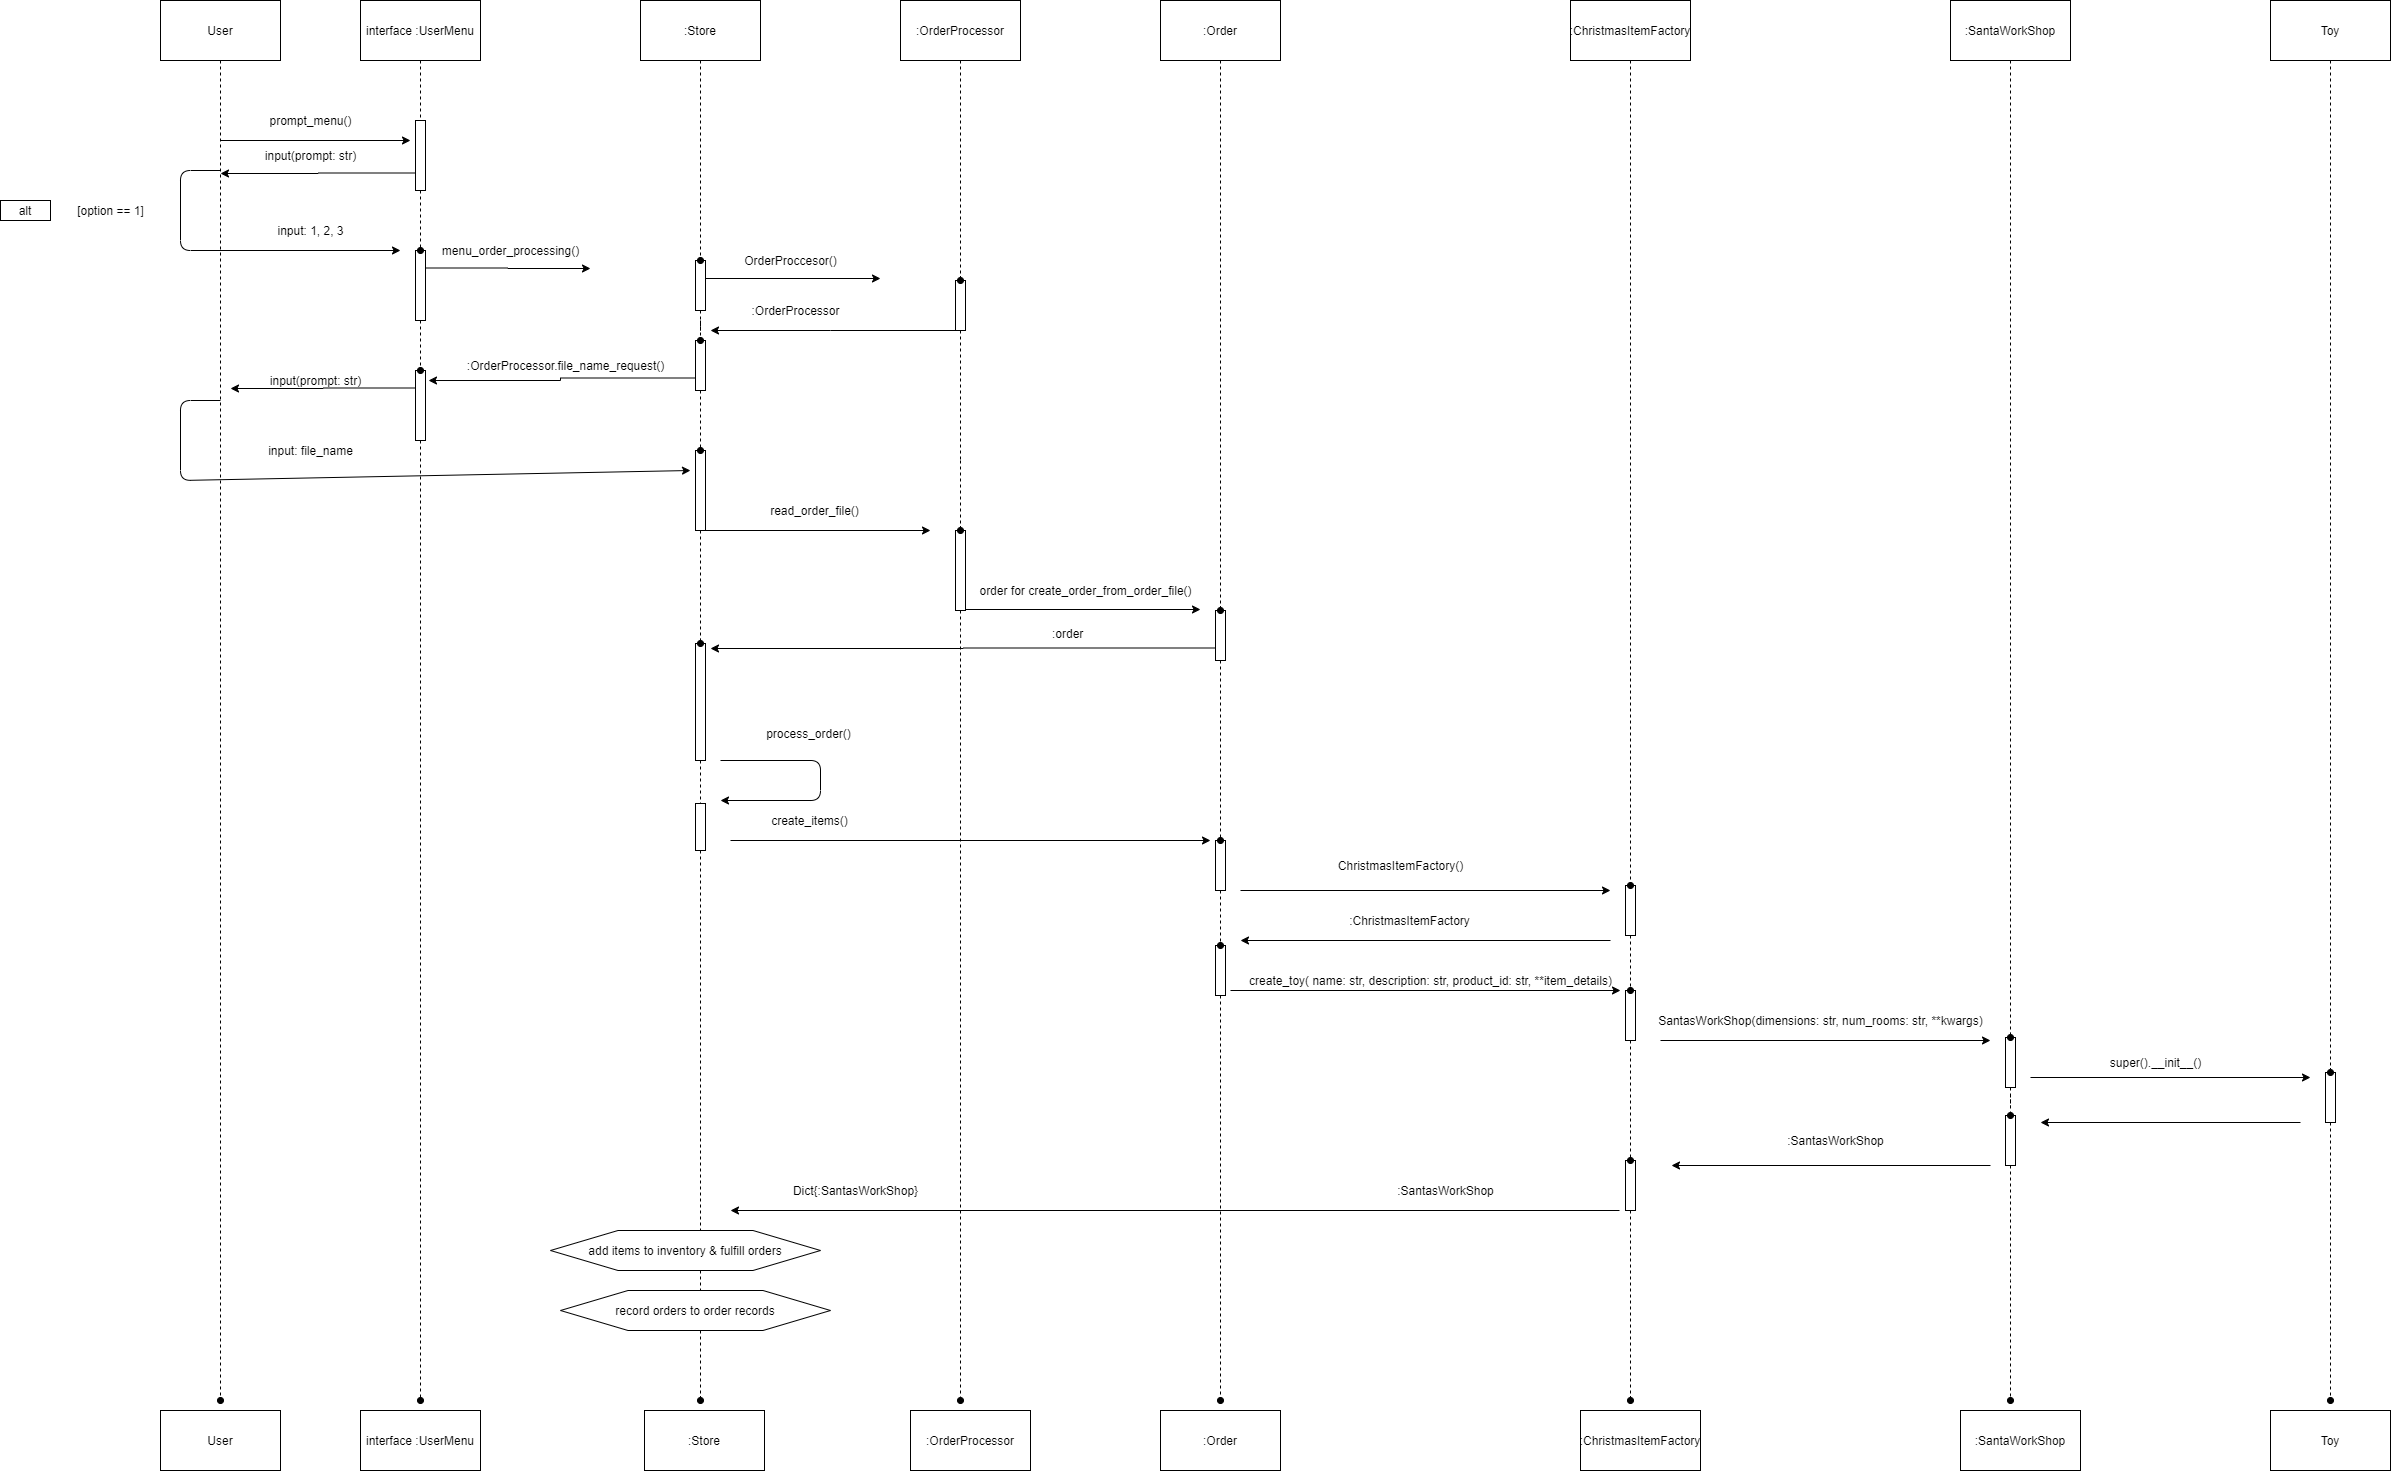 User
interface :UserMenu
:Store
:OrderProcessor
:Order
:ChristmasItemFactory
:SantaWorkShop
Toy
prompt_menu()
input(prompt: str)
alt
[option == 1]
input: 1, 2, 3
menu_order_processing()
OrderProccesor()
:OrderProcessor
:OrderProcessor.file_name_request()
input(prompt: str)
input: file_name
read_order_file()
order for create_order_from_order_file()
:order
process_order()
create_items()
ChristmasItemFactory()
:ChristmasItemFactory
create_toy( name: str, description: str, product_id: str, **item_details)
SantasWorkShop(dimensions: str, num_rooms: str, **kwargs)
super().__init__()
:SantasWorkShop
Dict{:SantasWorkShop}
:SantasWorkShop
add items to inventory & fulfill orders
record orders to order records
User
interface :UserMenu
:Store
:OrderProcessor
:Order
:ChristmasItemFactory
:SantaWorkShop
Toy